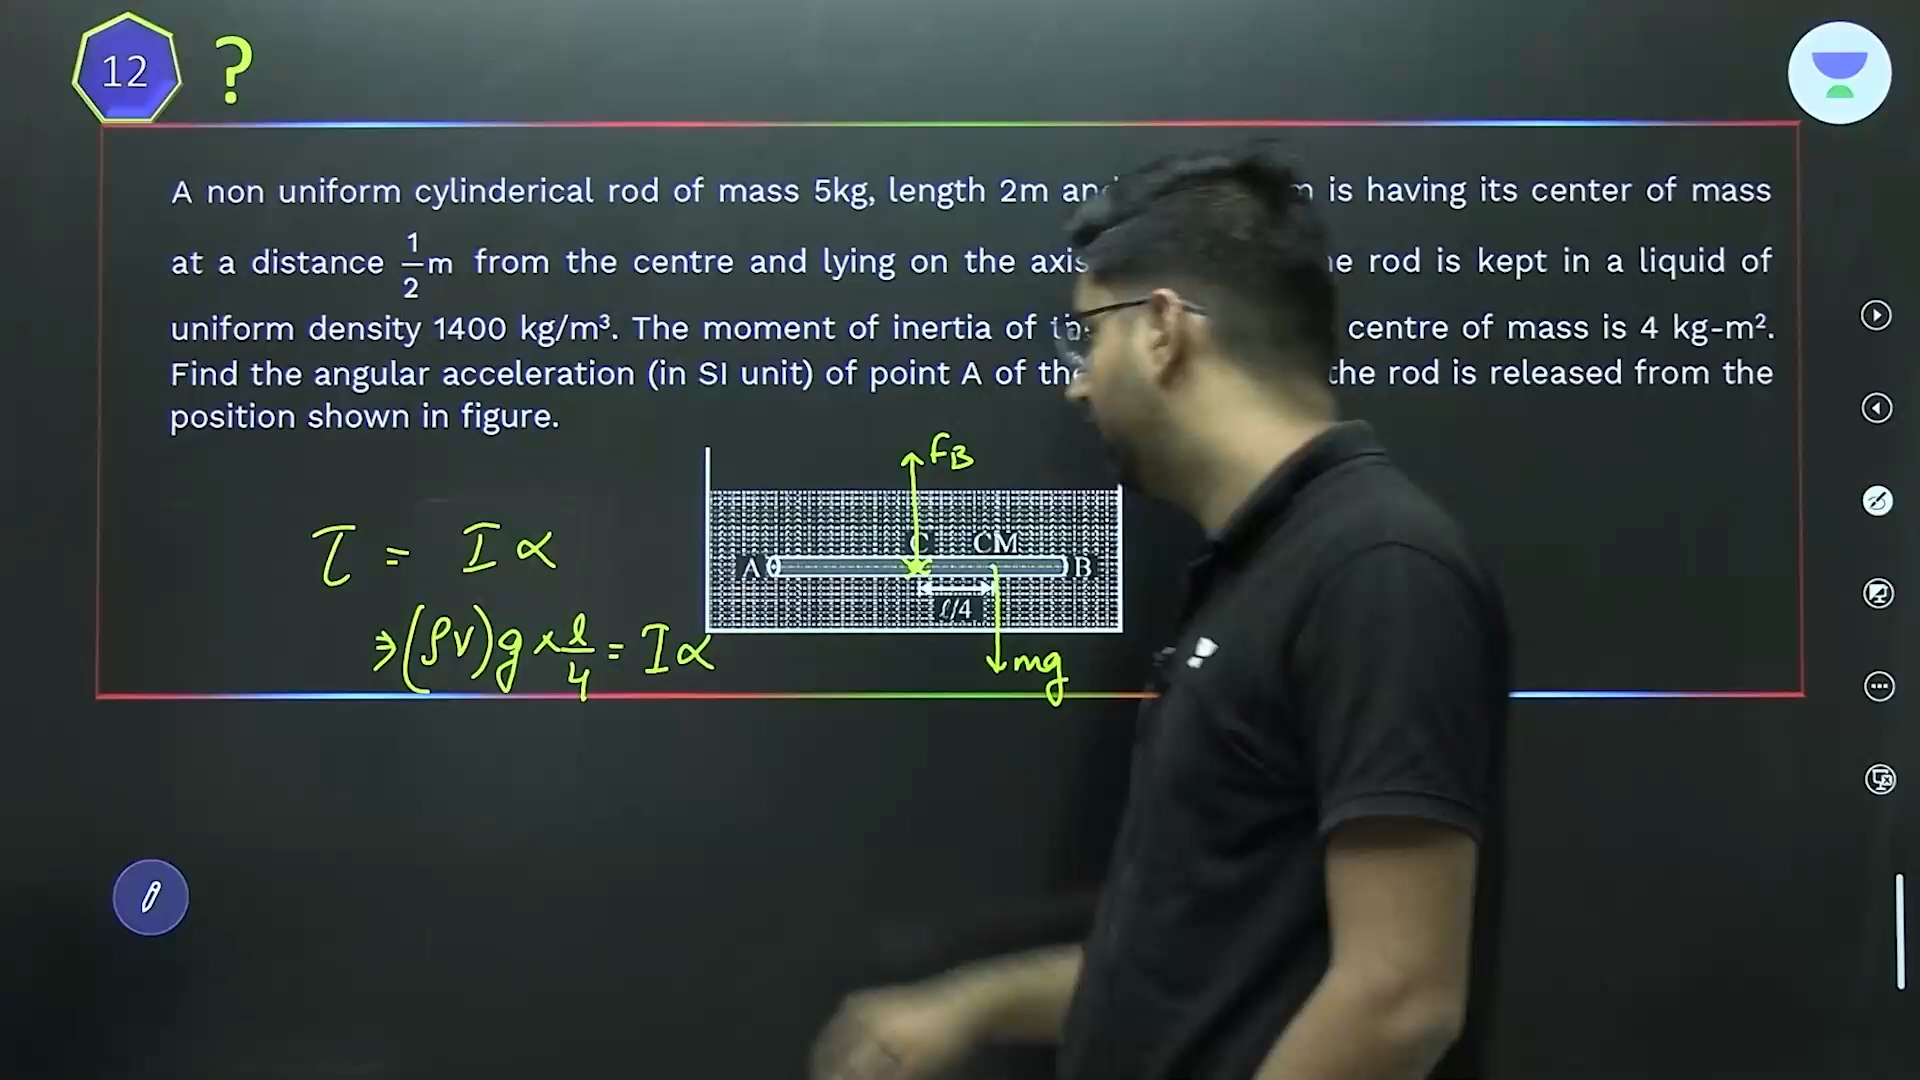 12 ?
A non uniform cylinderical rod of mass 5kg, length 2m is having its center of mass
at a distance 1/2 m from the centre and lying on the axis rod is kept in a liquid of
uniform density 1400 kg/m³. The moment of inertia of centre of mass is 4 kg-m².
Find the angular acceleration (in SI unit) of point A of the rod is released from the
position shown in figure.
F_B
C CM
A B
ℓ/4
mg
τ = Iα
⇒ (ρV)g × ℓ/4 = Iα